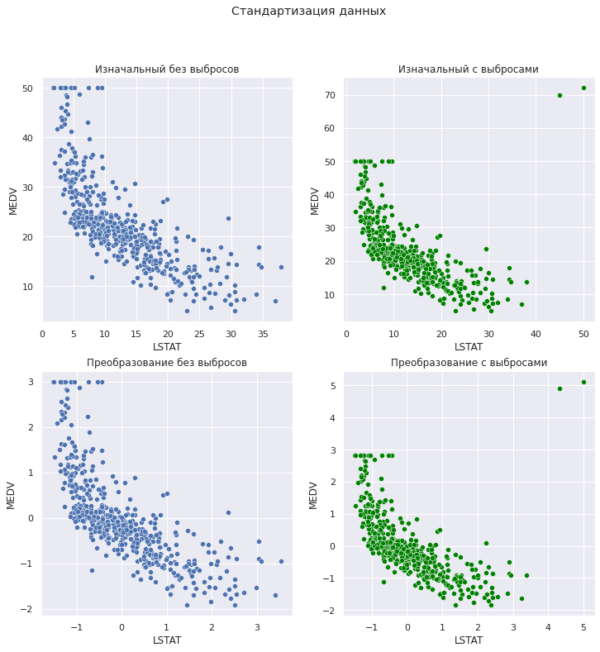 Стандартизация данных
Изначальный без выбросов
Изначальный с выбросами
50
40
30
20
10
MEDV
0 5 10 15 20 25 30 35
LSTAT
70
60
50
40
30
20
10
MEDV
0 10 20 30 40 50
LSTAT
Преобразование без выбросов
Преобразование с выбросами
3
2
1
0
−1
−2
MEDV
−1 0 1 2 3
LSTAT
5
4
3
2
1
0
−1
−2
MEDV
−1 0 1 2 3 4 5
LSTAT